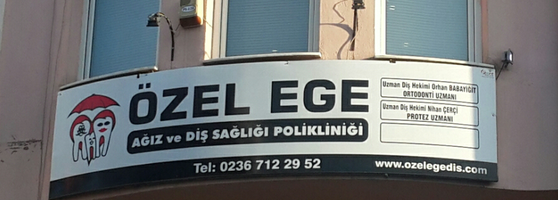 ÖZEL EGE
AĞIZ ve DİŞ SAĞLIĞI POLİKLİNİĞİ
Uzman Diş Hekimi Orhan BABAYİĞİT
ORTODONTİ UZMANI
Uzman Diş Hekimi Nihan ÇERÇİ
PROTEZ UZMANI
Tel: 0236 712 29 52
www.ozelegedis.com